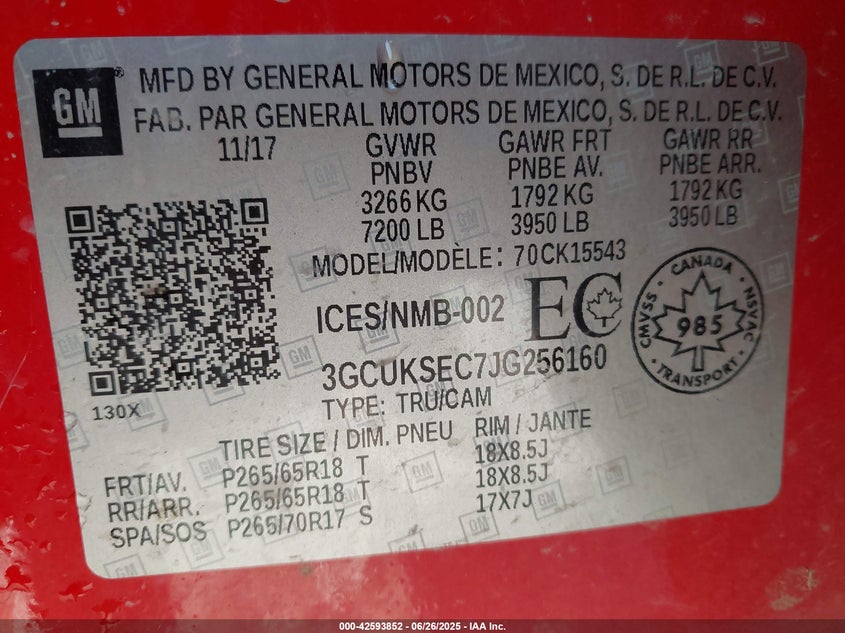 GM
MFD BY GENERAL MOTORS DE MEXICO, S. DE R.L. DE C.V.
FAB. PAR GENERAL MOTORS DE MEXICO, S. DE R.L. DE C.V.
11/17 GVWR GAWR FRT GAWR RR
PNBV PNBE AV. PNBE ARR.
3266 KG 1792 KG 1792 KG
7200 LB 3950 LB 3950 LB
MODEL/MODÈLE: 70CK15543
ICES/NMB-002 EC
CANADA
CMVSS 985 NSVAC
TRANSPORT
3GCUKSEC7JG256160
130X
TYPE: TRU/CAM
TIRE SIZE / DIM. PNEU RIM / JANTE
FRT/AV. P265/65R18 T 18X8.5J
RR/ARR. P265/65R18 T 18X8.5J
SPA/SOS P265/70R17 S 17X7J
000-42593852 | 06/26/2025 - IAA Inc.